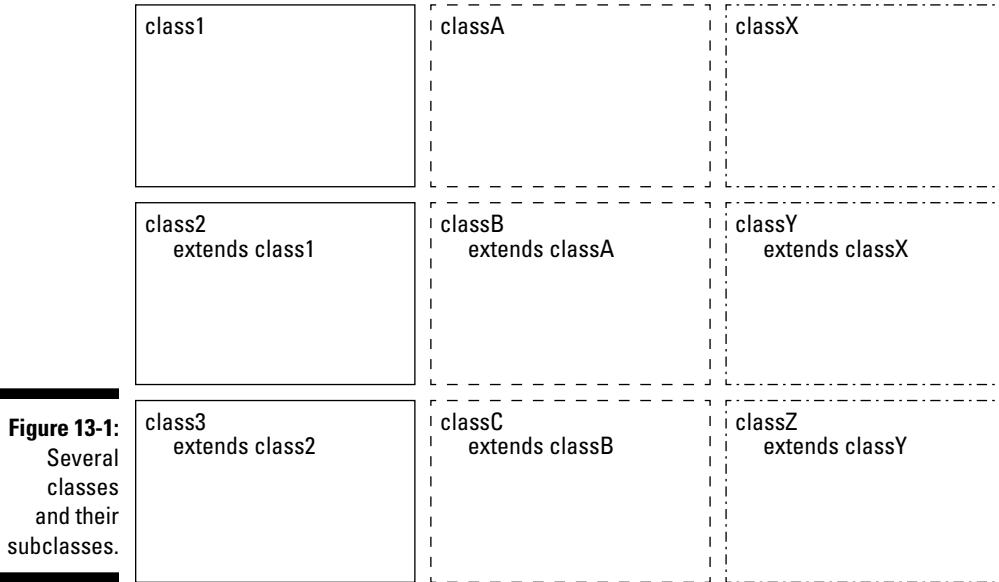 class1
classA
classX
class2
extends class1
classB
extends classA
classY
extends classX
class3
extends class2
classC
extends classB
classZ
extends classY
Figure 13-1:
Several
classes
and their
subclasses.